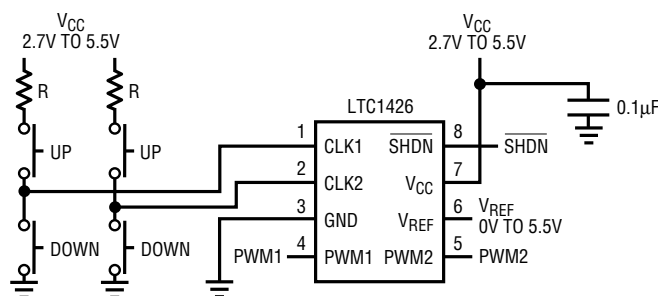 VCC
2.7V TO 5.5V
R
R
UP
UP
DOWN
DOWN
LTC1426
1
CLK1
2
CLK2
3
GND
PWM1
4
PWM1
SHDN
8
SHDN
VCC
7
VREF
6
VREF
0V TO 5.5V
PWM2
5
PWM2
VCC
2.7V TO 5.5V
0.1µF